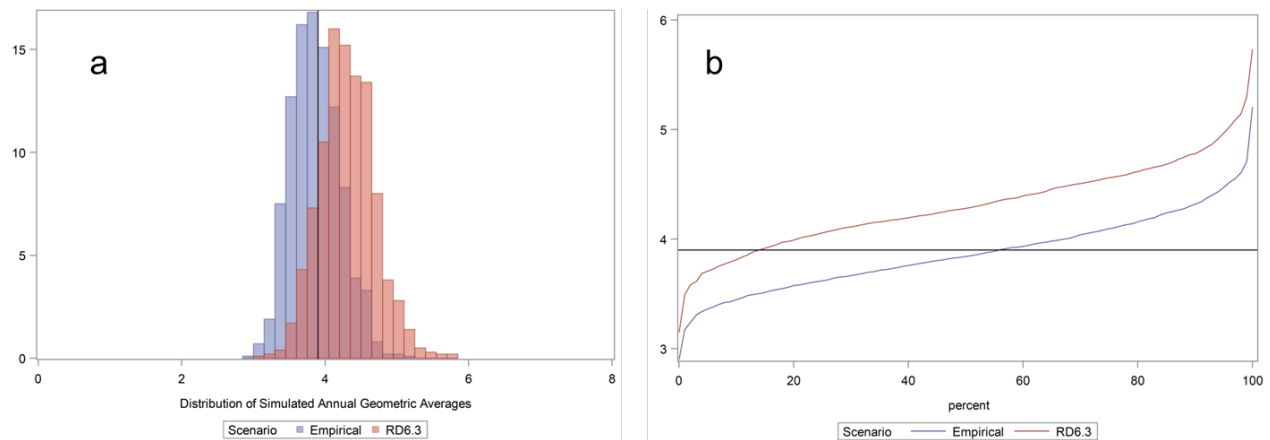 a
15
10
5
0
0 2 4 6 8
Distribution of Simulated Annual Geometric Averages
Scenario Empirical RD6.3
b
6
5
4
3
0 20 40 60 80 100
percent
Scenario Empirical RD6.3